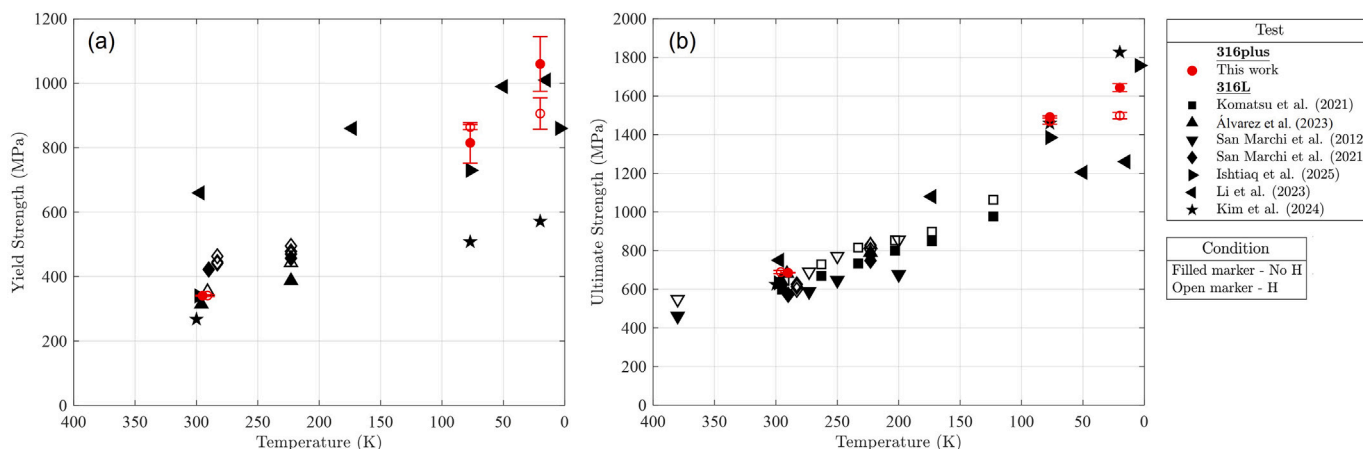 (a)
Yield Strength (MPa)
1200
1000
800
600
400
200
0
400
350
300
250
200
150
100
50
0
Temperature (K)
(b)
Ultimate Strength (MPa)
2000
1800
1600
1400
1200
1000
800
600
400
200
0
400
350
300
250
200
150
100
50
0
Temperature (K)
Test
316plus
This work
316L
Komatsu et al. (2021)
Álvarez et al. (2023)
San Marchi et al. (2012
San Marchi et al. (2021
Ishtiaq et al. (2025)
Li et al. (2023)
Kim et al. (2024)
Condition
Filled marker - No H
Open marker - H